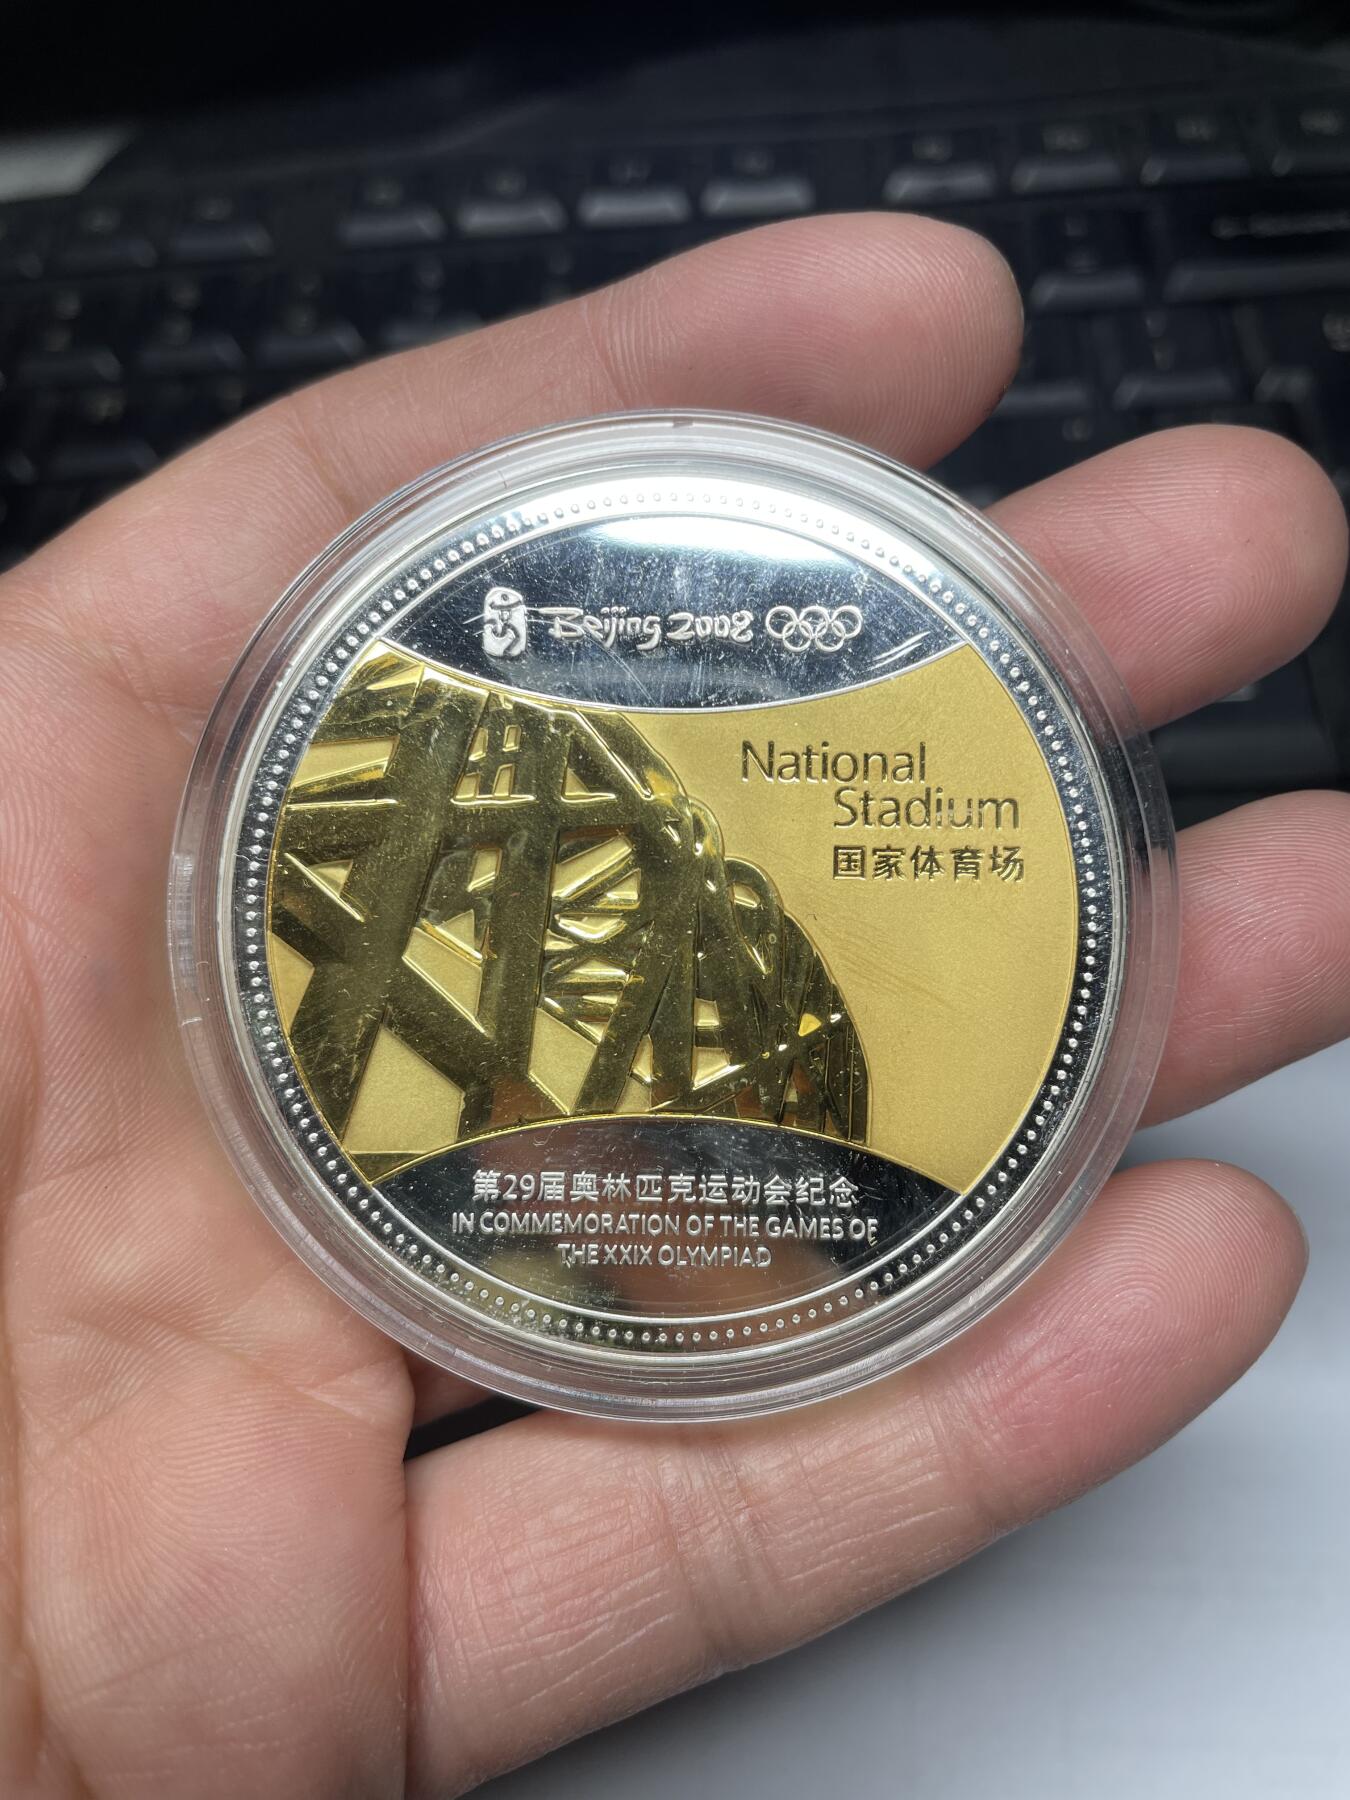 Beijing 2008
National
Stadium
国家体育场
第29届奥林匹克运动会纪念
IN COMMEMORATION OF THE GAMES OF
THE XXIX OLYMPIAD